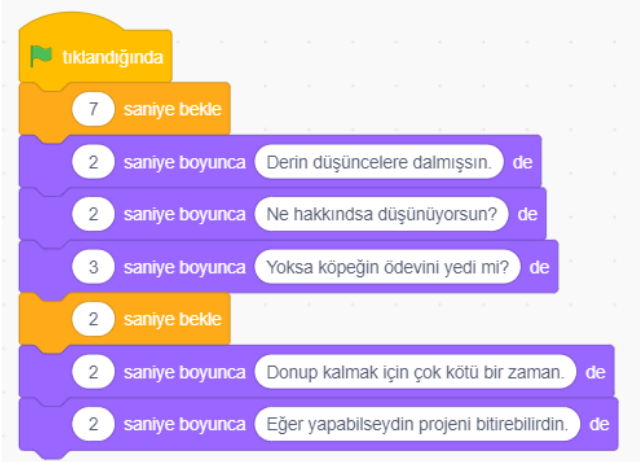 tıklandığında
7 saniye bekle
2 saniye boyunca Derin düşüncelere dalmışsın. de
2 saniye boyunca Ne hakkındsa düşünüyorsun? de
3 saniye boyunca Yoksa köpeğin ödevini yedi mi? de
2 saniye bekle
2 saniye boyunca Donup kalmak için çok kötü bir zaman. de
2 saniye boyunca Eğer yapabilseydin projeni bitirebilirdin. de